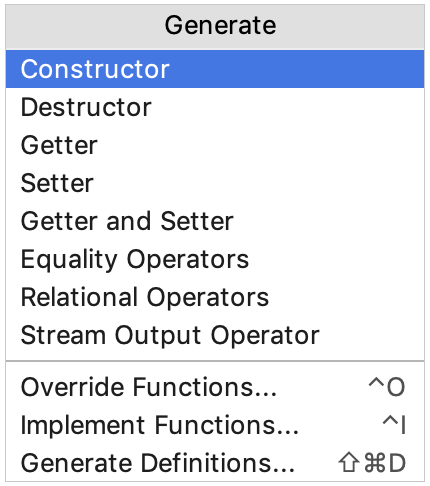 Generate
Constructor
Destructor
Getter
Setter
Getter and Setter
Equality Operators
Relational Operators
Stream Output Operator
Override Functions... ^O
Implement Functions... ^I
Generate Definitions... ⇧⌘D